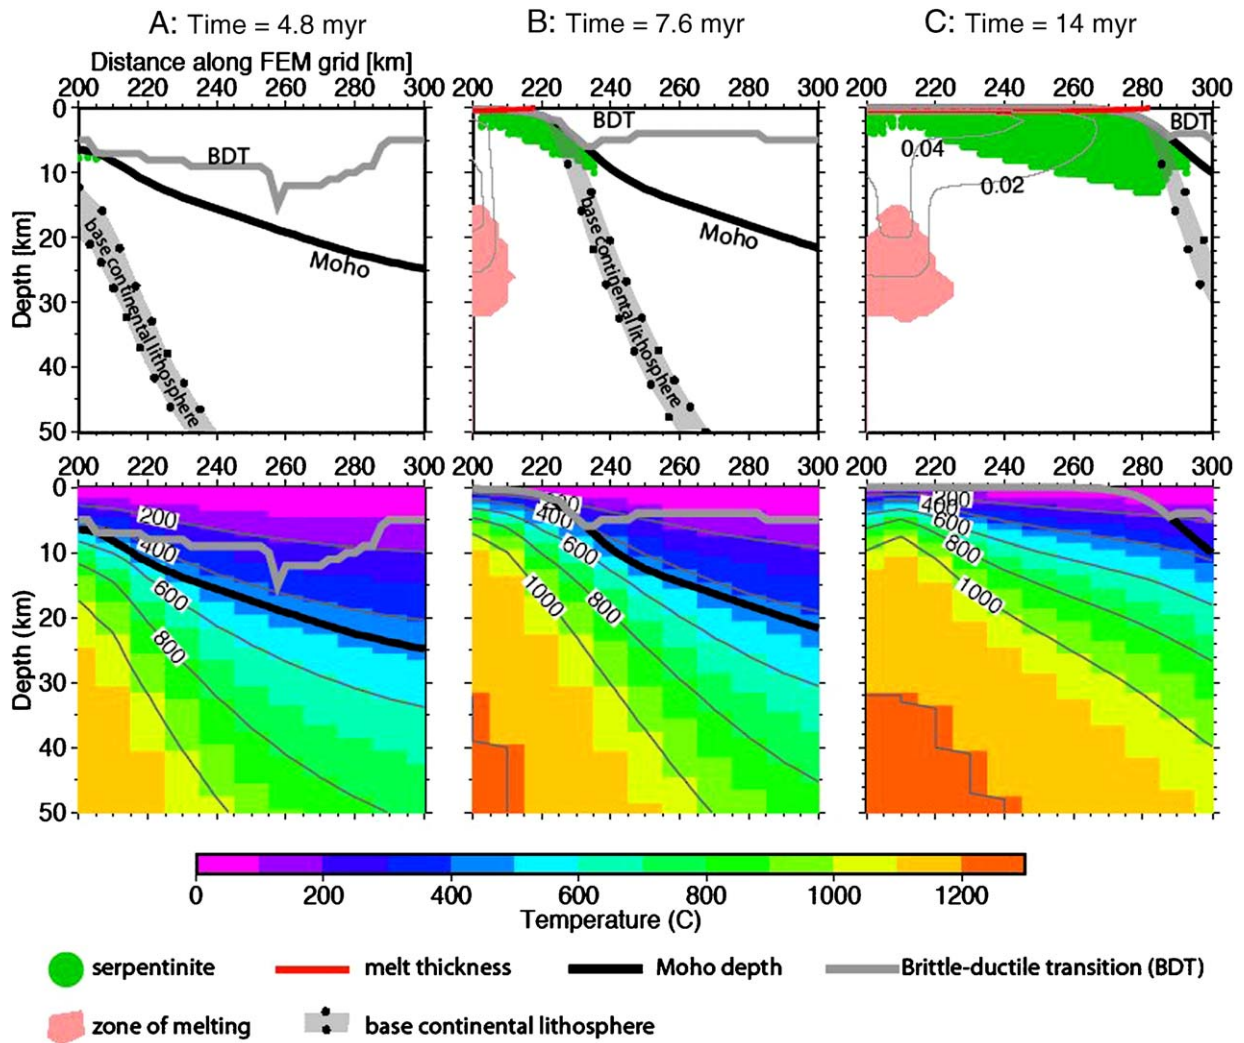 A: Time = 4.8 myr
B: Time = 7.6 myr
C: Time = 14 myr
Distance along FEM grid [km]
200 220 240 260 280 300
200 220 240 260 280 300
200 220 240 260 280 300
0
10
20
30
40
50
Depth [km]
BDT
Moho
base continental lithosphere
BDT
Moho
base continental lithosphere
BDT
0.04
0.02
200 220 240 260 280 300
200 220 240 260 280 300
200 220 240 260 280 300
0
10
20
30
40
50
Depth (km)
200
400
600
800
400
600
800
1000
200
400
600
800
1000
0 200 400 600 800 1000 1200
Temperature (C)
serpentinite
melt thickness
Moho depth
Brittle-ductile transition (BDT)
zone of melting
base continental lithosphere